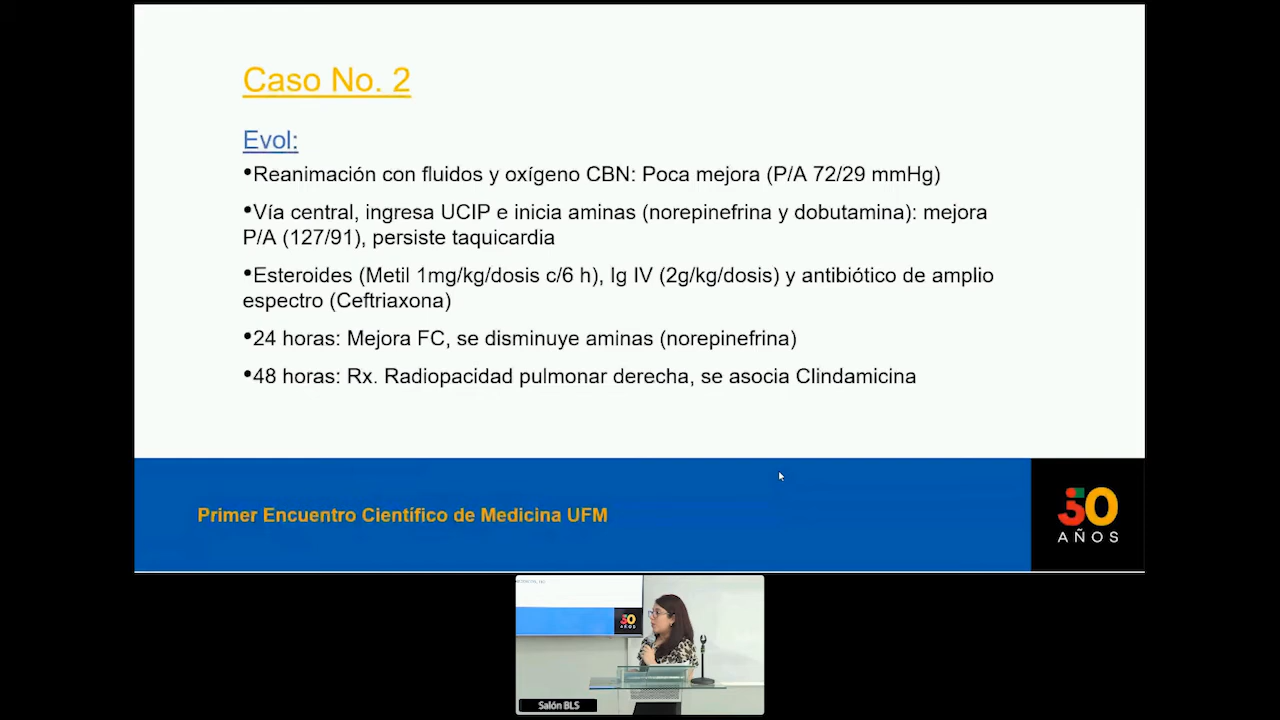 Caso No. 2
Evol:
•Reanimación con fluidos y oxígeno CBN: Poca mejora (P/A 72/29 mmHg)
•Vía central, ingresa UCIP e inicia aminas (norepinefrina y dobutamina): mejora
P/A (127/91), persiste taquicardia
•Esteroides (Metil 1mg/kg/dosis c/6 h), Ig IV (2g/kg/dosis) y antibiótico de amplio
espectro (Ceftriaxona)
•24 horas: Mejora FC, se disminuye aminas (norepinefrina)
•48 horas: Rx. Radiopacidad pulmonar derecha, se asocia Clindamicina
Primer Encuentro Científico de Medicina UFM
50
AÑOS
50
AÑOS
Salón BLS